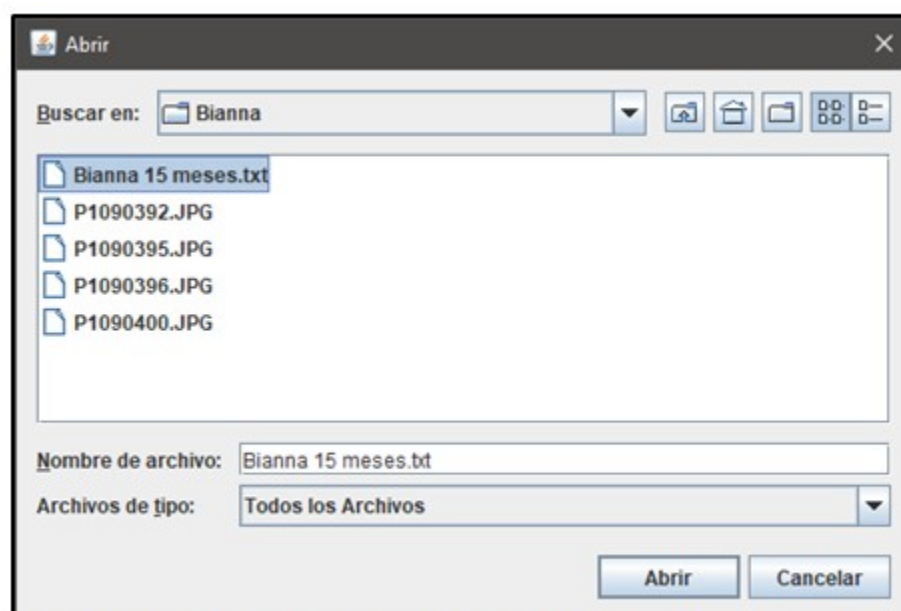 Abrir
Buscar en: Bianna
Bianna 15 meses.txt
P1090392.JPG
P1090395.JPG
P1090396.JPG
P1090400.JPG
Nombre de archivo: Bianna 15 meses.txt
Archivos de tipo: Todos los Archivos
Abrir Cancelar